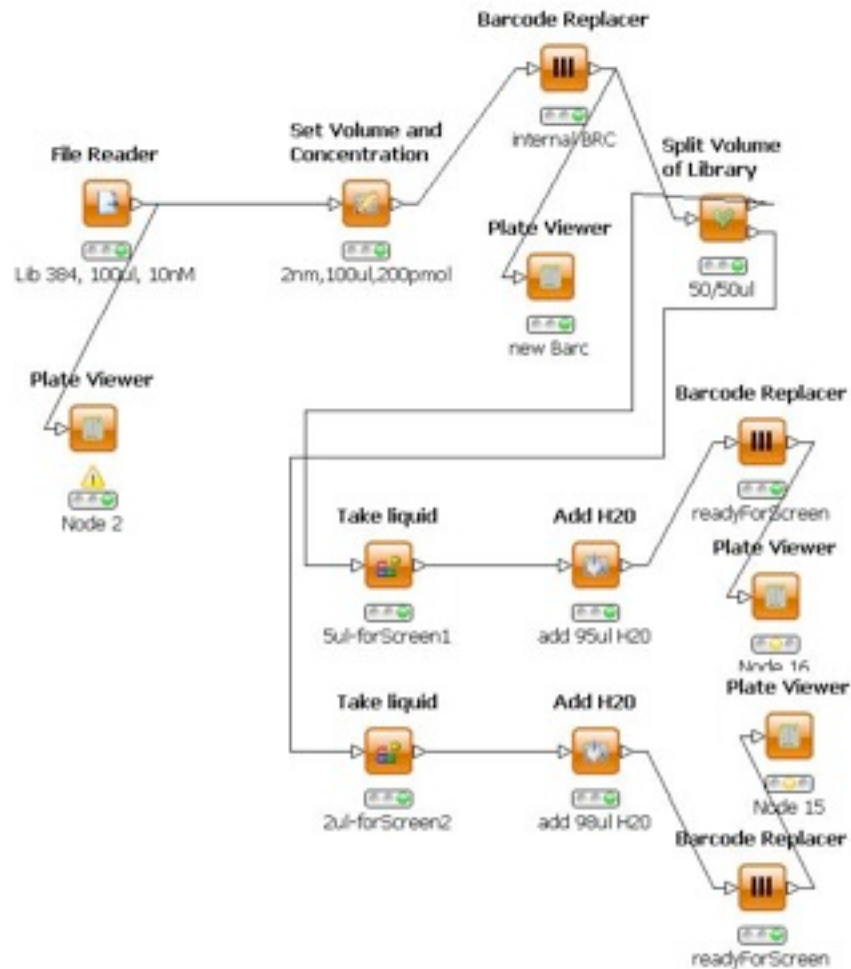 Barcode Replacer
internal BRC
Set Volume and
Concentration
2nm,100ul,200pmol
Split Volume
of Library
50/50ul
File Reader
Lib 384, 100ul, 10nM
Plate Viewer
new Barc
Plate Viewer
Node 2
Barcode Replacer
readyForScreen
Take liquid
5ul-forScreen1
Add H20
add 95ul H20
Plate Viewer
Node 16
Plate Viewer
Node 15
Take liquid
2ul-forScreen2
Add H20
add 98ul H20
Barcode Replacer
readyForScreen